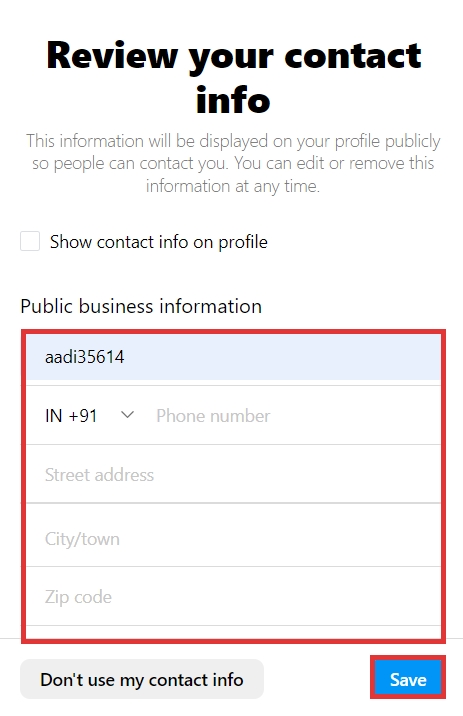 Review your contact
info
This information will be displayed on your profile publicly
so people can contact you. You can edit or remove this
information at any time.
Show contact info on profile
Public business information
aadi35614
IN +91 Phone number
Street address
City/town
Zip code
Don't use my contact info Save